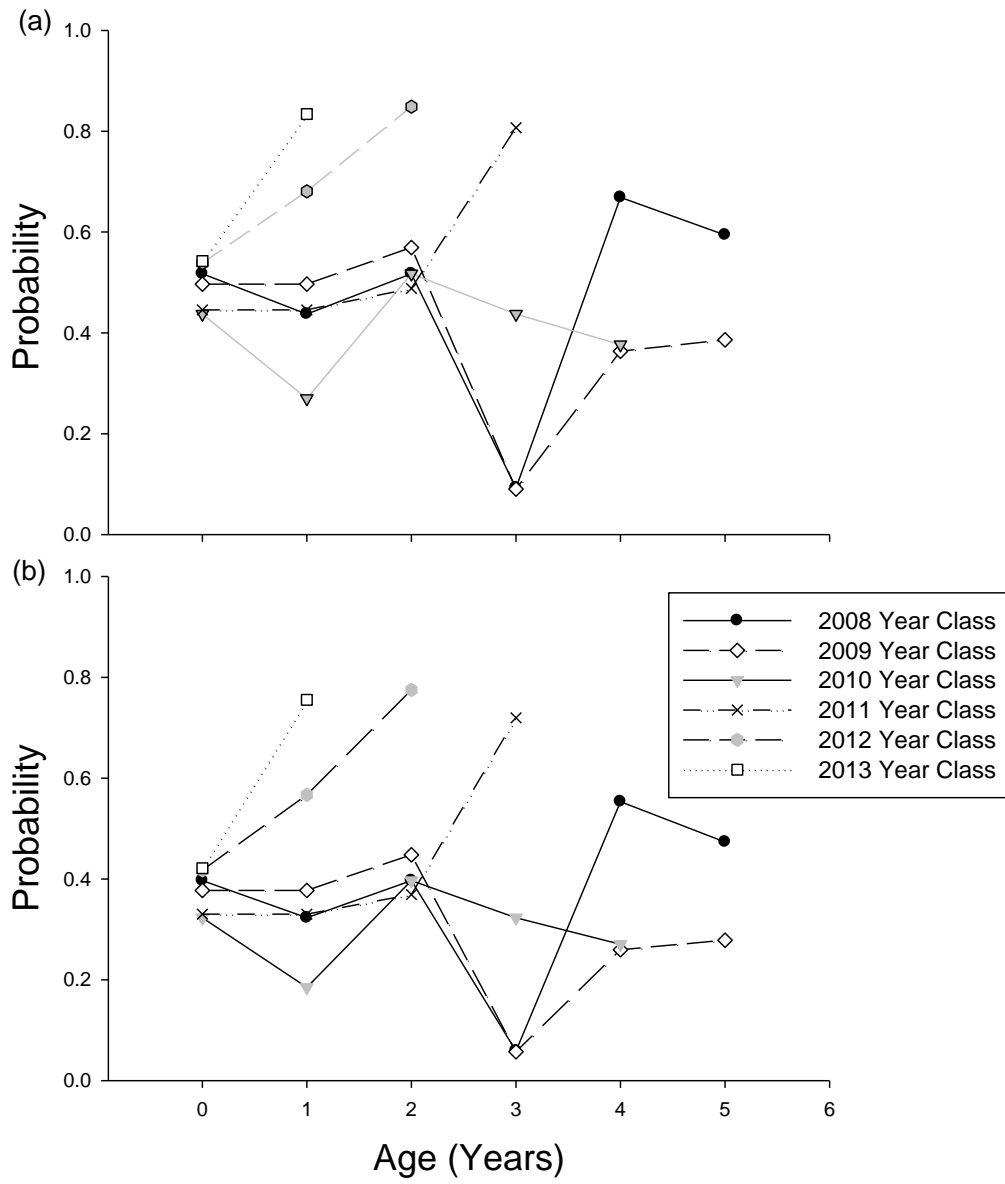 (a)
1.0
0.8
0.6
0.4
0.2
0.0
Probability
(b)
1.0
0.8
0.6
0.4
0.2
0.0
Probability
2008 Year Class
2009 Year Class
2010 Year Class
2011 Year Class
2012 Year Class
2013 Year Class
0 1 2 3 4 5 6
Age (Years)